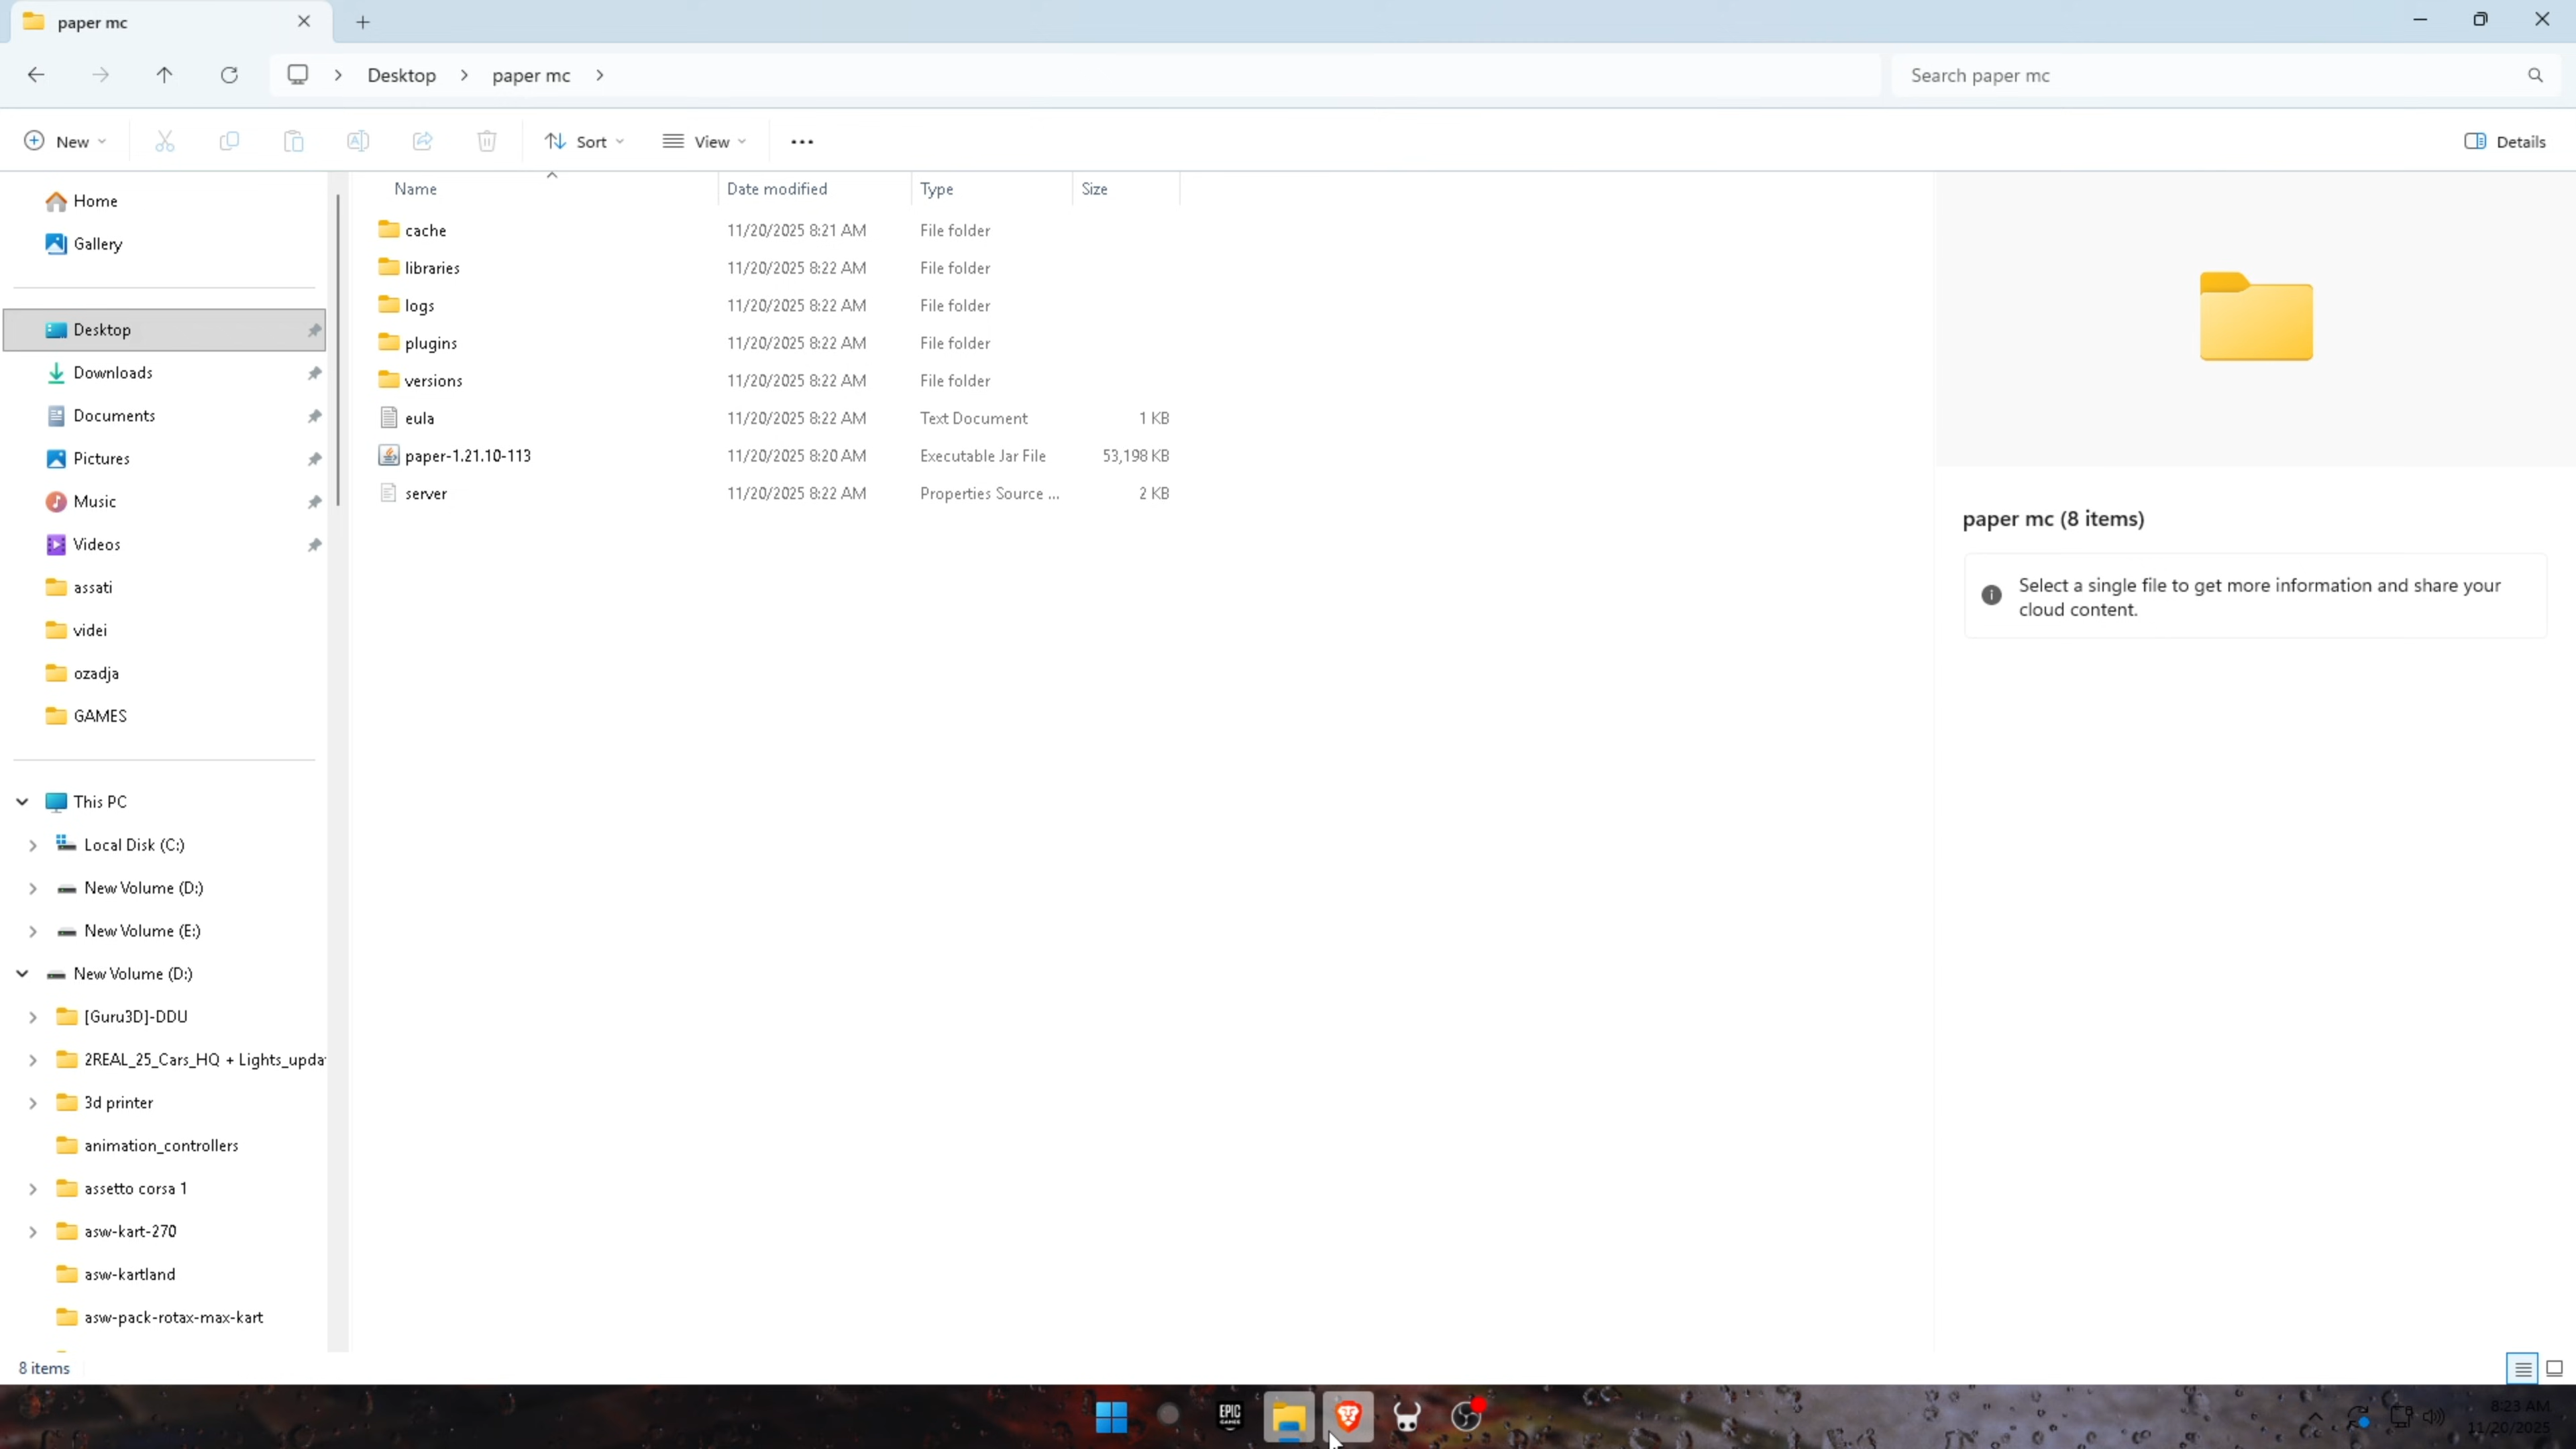 paper mc
Desktop
paper mc
Search paper mc
New
Sort
View
Details
Home
Gallery
Desktop
Downloads
Documents
Pictures
Music
Videos
assati
videi
ozadja
GAMES
This PC
Local Disk (C:)
New Volume (D:)
New Volume (E:)
New Volume (D:)
[Guru3D]-DDU
2REAL_25_Cars_HQ + Lights_updat
3d printer
animation_controllers
assetto corsa 1
asw-kart-270
asw-kartland
asw-pack-rotax-max-kart
Name Date modified Type Size
cache 11/20/2025 8:21 AM File folder
libraries 11/20/2025 8:22 AM File folder
logs 11/20/2025 8:22 AM File folder
plugins 11/20/2025 8:22 AM File folder
versions 11/20/2025 8:22 AM File folder
eula 11/20/2025 8:22 AM Text Document 1 KB
paper-1.21.10-113 11/20/2025 8:20 AM Executable Jar File 53,198 KB
server 11/20/2025 8:22 AM Properties Source ... 2 KB
paper mc (8 items)
Select a single file to get more information and share your
cloud content.
8 items
EPIC
GAMES
8:23 AM
11/20/2025